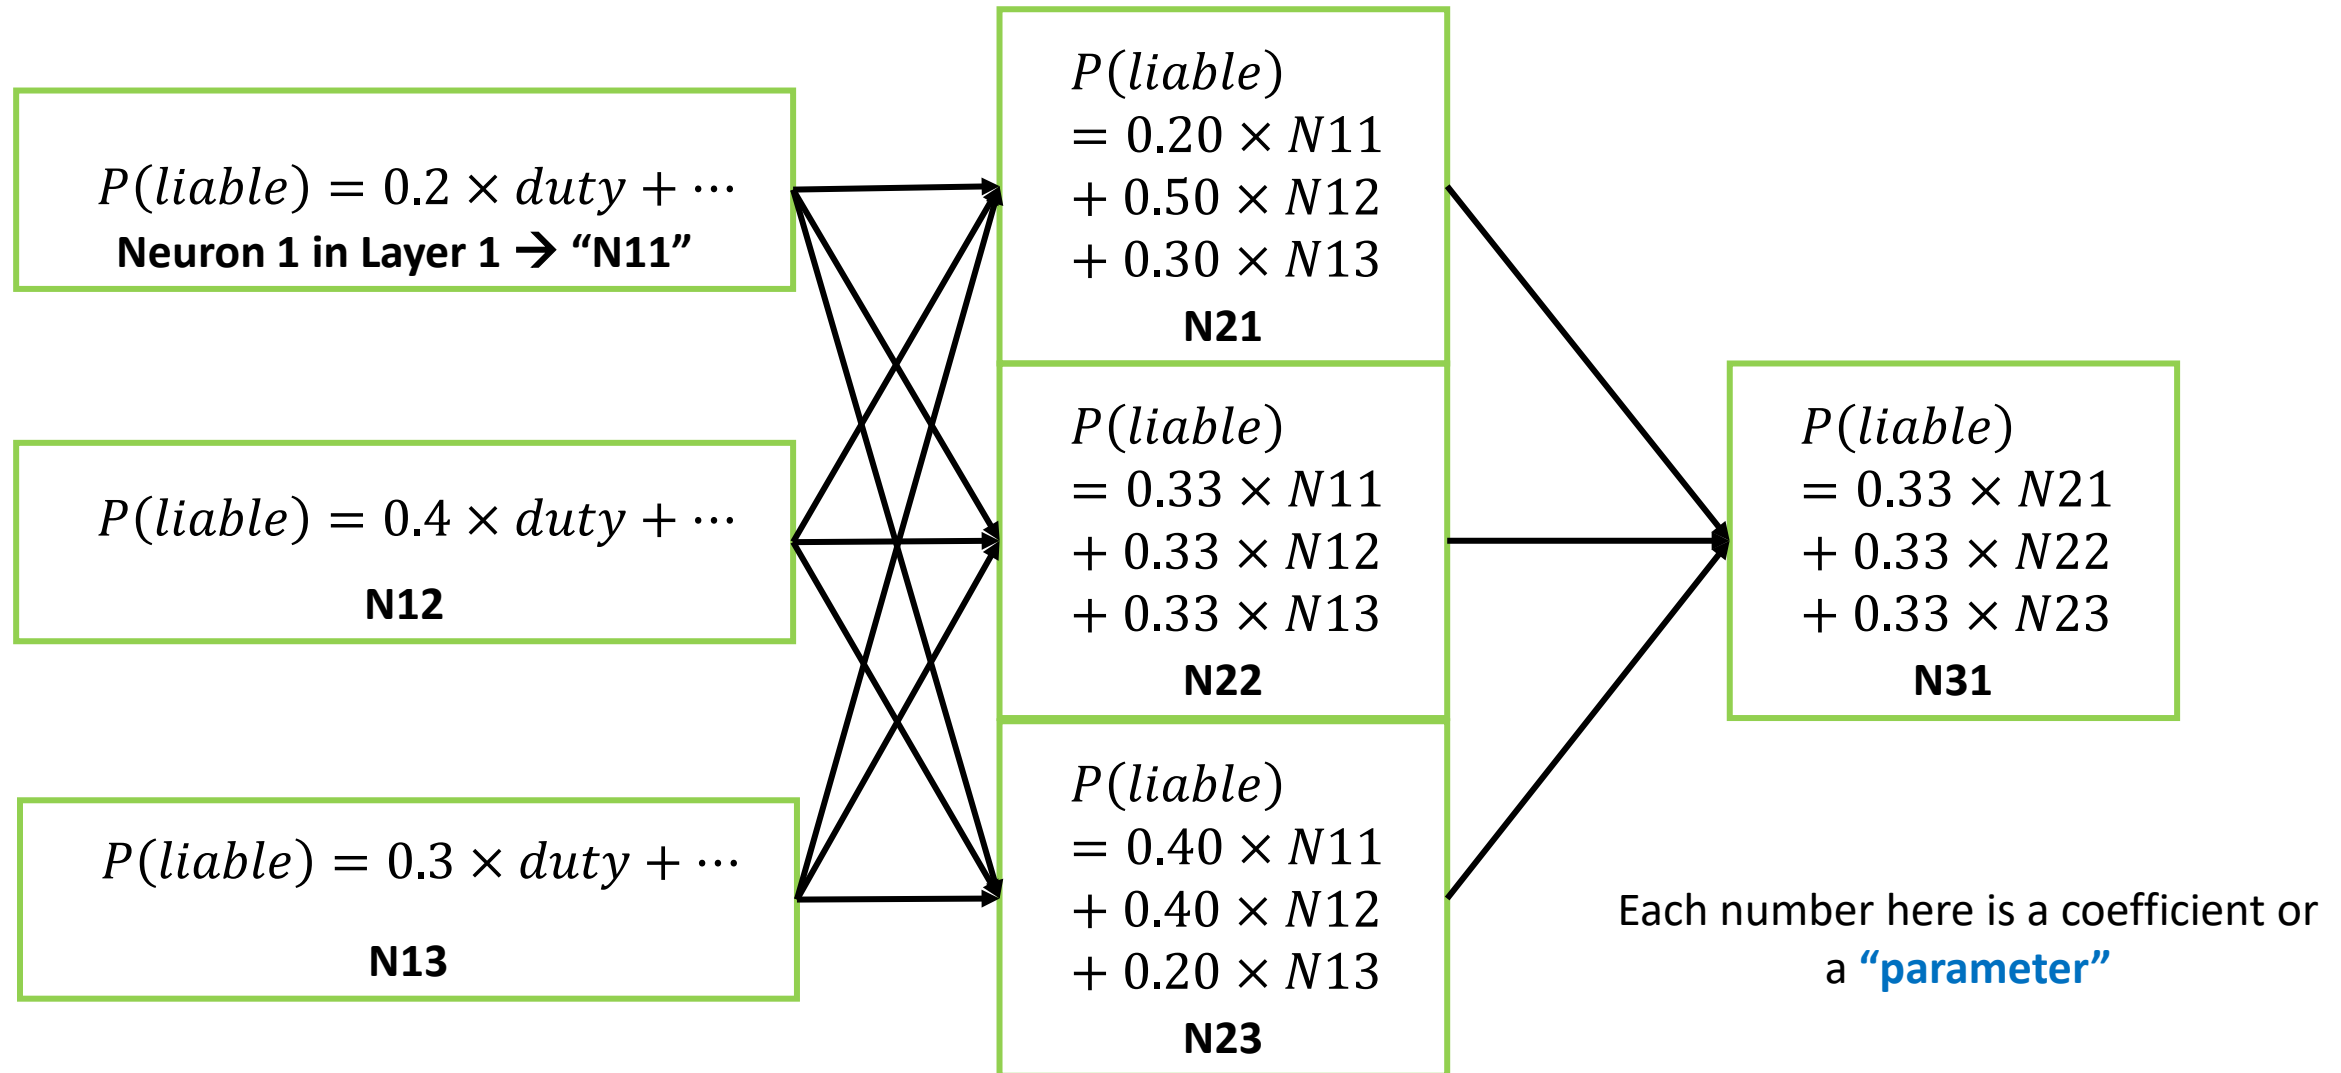 P(liable) = 0.2 × duty + ⋯
Neuron 1 in Layer 1 → “N11”
P(liable) = 0.4 × duty + ⋯
N12
P(liable) = 0.3 × duty + ⋯
N13
P(liable)
= 0.20 × N11
+ 0.50 × N12
+ 0.30 × N13
N21
P(liable)
= 0.33 × N11
+ 0.33 × N12
+ 0.33 × N13
N22
P(liable)
= 0.40 × N11
+ 0.40 × N12
+ 0.20 × N13
N23
P(liable)
= 0.33 × N21
+ 0.33 × N22
+ 0.33 × N23
N31
Each number here is a coefficient or
a “parameter”